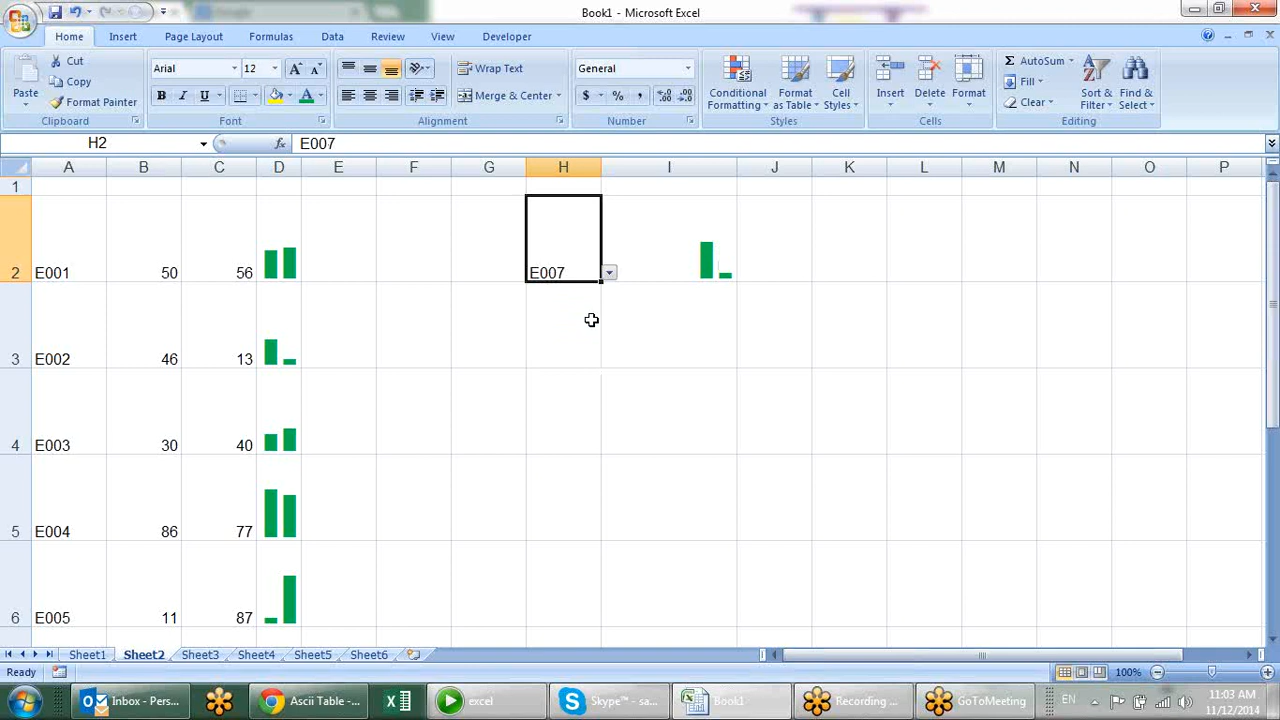 Book1 - Microsoft Excel
Home Insert Page Layout Formulas Data Review View Developer
Paste
Cut
Copy
Format Painter
Clipboard
Arial 12
B I U
Font
Wrap Text
Merge & Center
Alignment
General
$ % ,
Number
Conditional Formatting
Format as Table
Cell Styles
Styles
Insert Delete Format
Cells
Σ AutoSum
Fill
Clear
Sort & Filter
Find & Select
Editing
H2 fx E007
A B C D E F G H I J K L M N O P
1
2 E001 50 56 E007
3 E002 46 13
4 E003 30 40
5 E004 86 77
6 E005 11 87
Sheet1 Sheet2 Sheet3 Sheet4 Sheet5 Sheet6
Ready 100%
Inbox - Pers... Ascii Table -... excel Skype™ - sa... Book1 Recording ... GoToMeeting EN 11:03 AM
11/12/2014